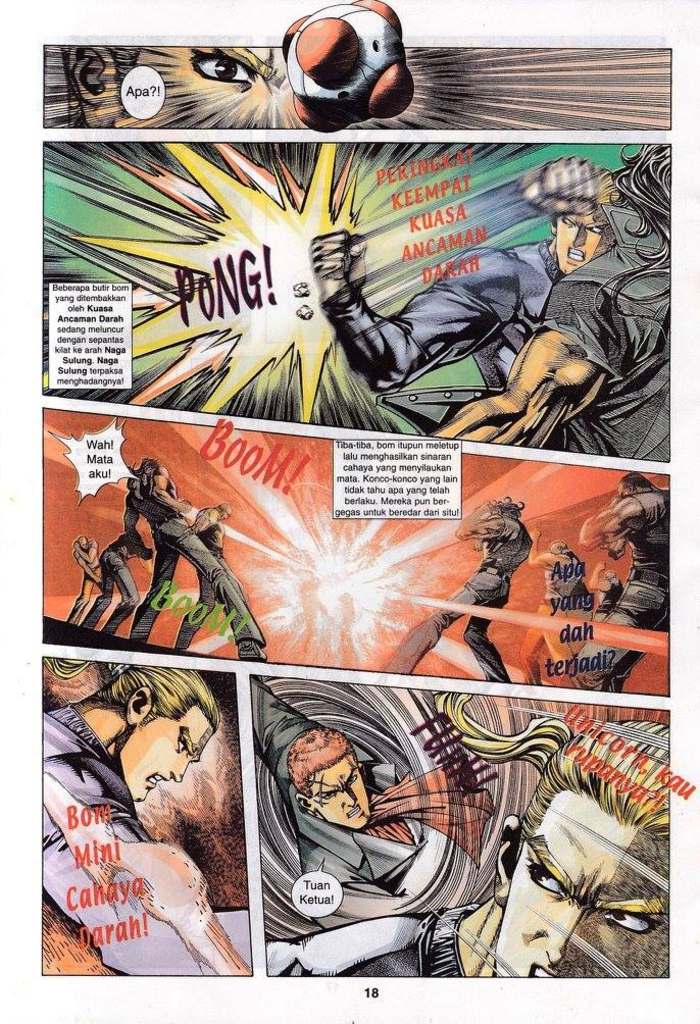 Apa?!
PERINGKAT
KEEMPAT
KUASA
ANCAMAN
DARAH
PONG!
Beberapa butir bom
yang ditembakkan
oleh Kuasa
Ancaman Darah
sedang meluncur
dengan sepantas
kilat ke arah Naga
Sulung. Naga
Sulung terpaksa
menghadangnya!
Wah!
Mata
aku!
BOOM!
Tiba-tiba, bom itupun meletup
lalu menghasilkan sinaran
cahaya yang menyilaukan
mata. Konco-konco yang lain
tidak tahu apa yang telah
berlaku. Mereka pun ber-
gegas untuk beredar dari situ!
BOOM!
Apa
yang
dah
terjadi?
Bom
Mini
Cahaya
Darah!
Tuan
Ketua!
Unicorn, kau
rupanya?!
18